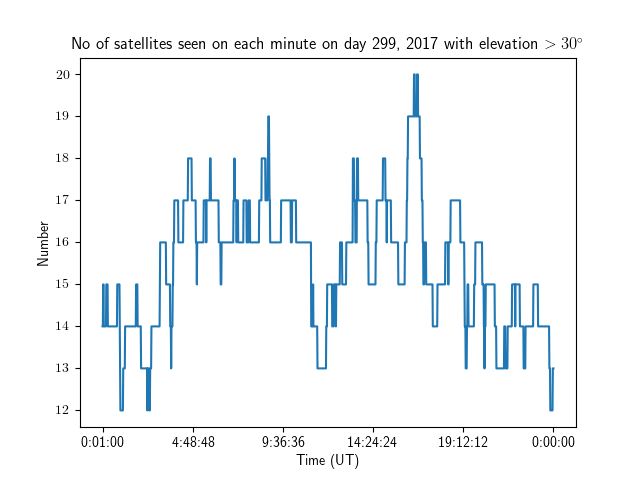 No of satellites seen on each minute on day 299, 2017 with elevation > 30°
20
19
18
17
16
15
14
13
12
Number
0:01:00 4:48:48 9:36:36 14:24:24 19:12:12 0:00:00
Time (UT)